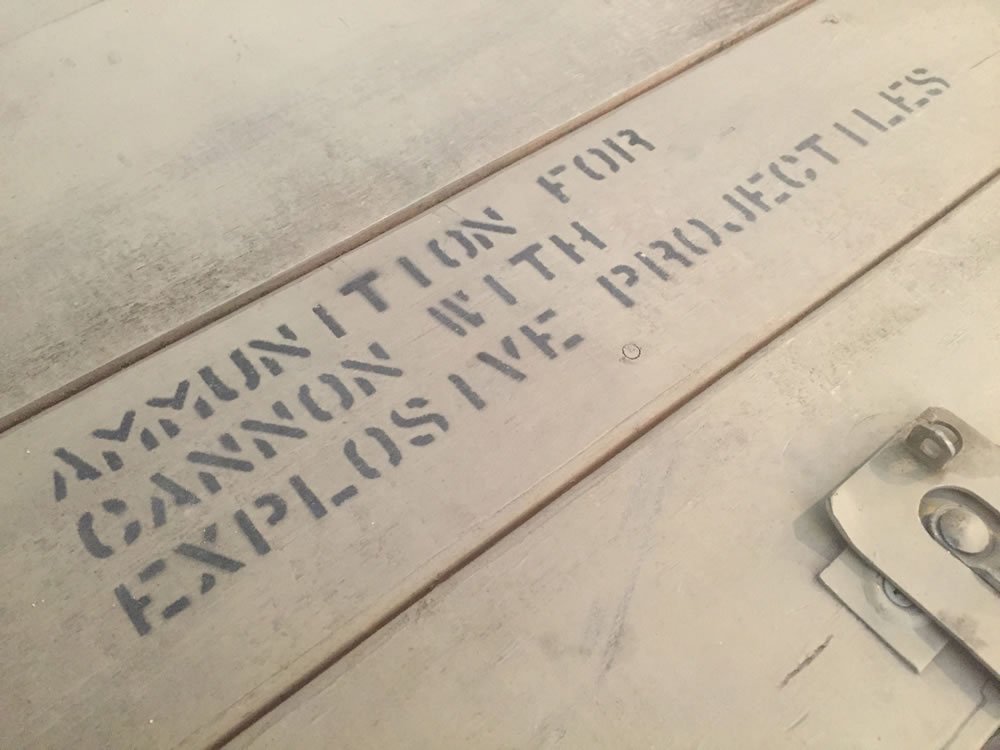 AMMUNITION FOR
CANNON WITH
EXPLOSIVE PROJECTILES